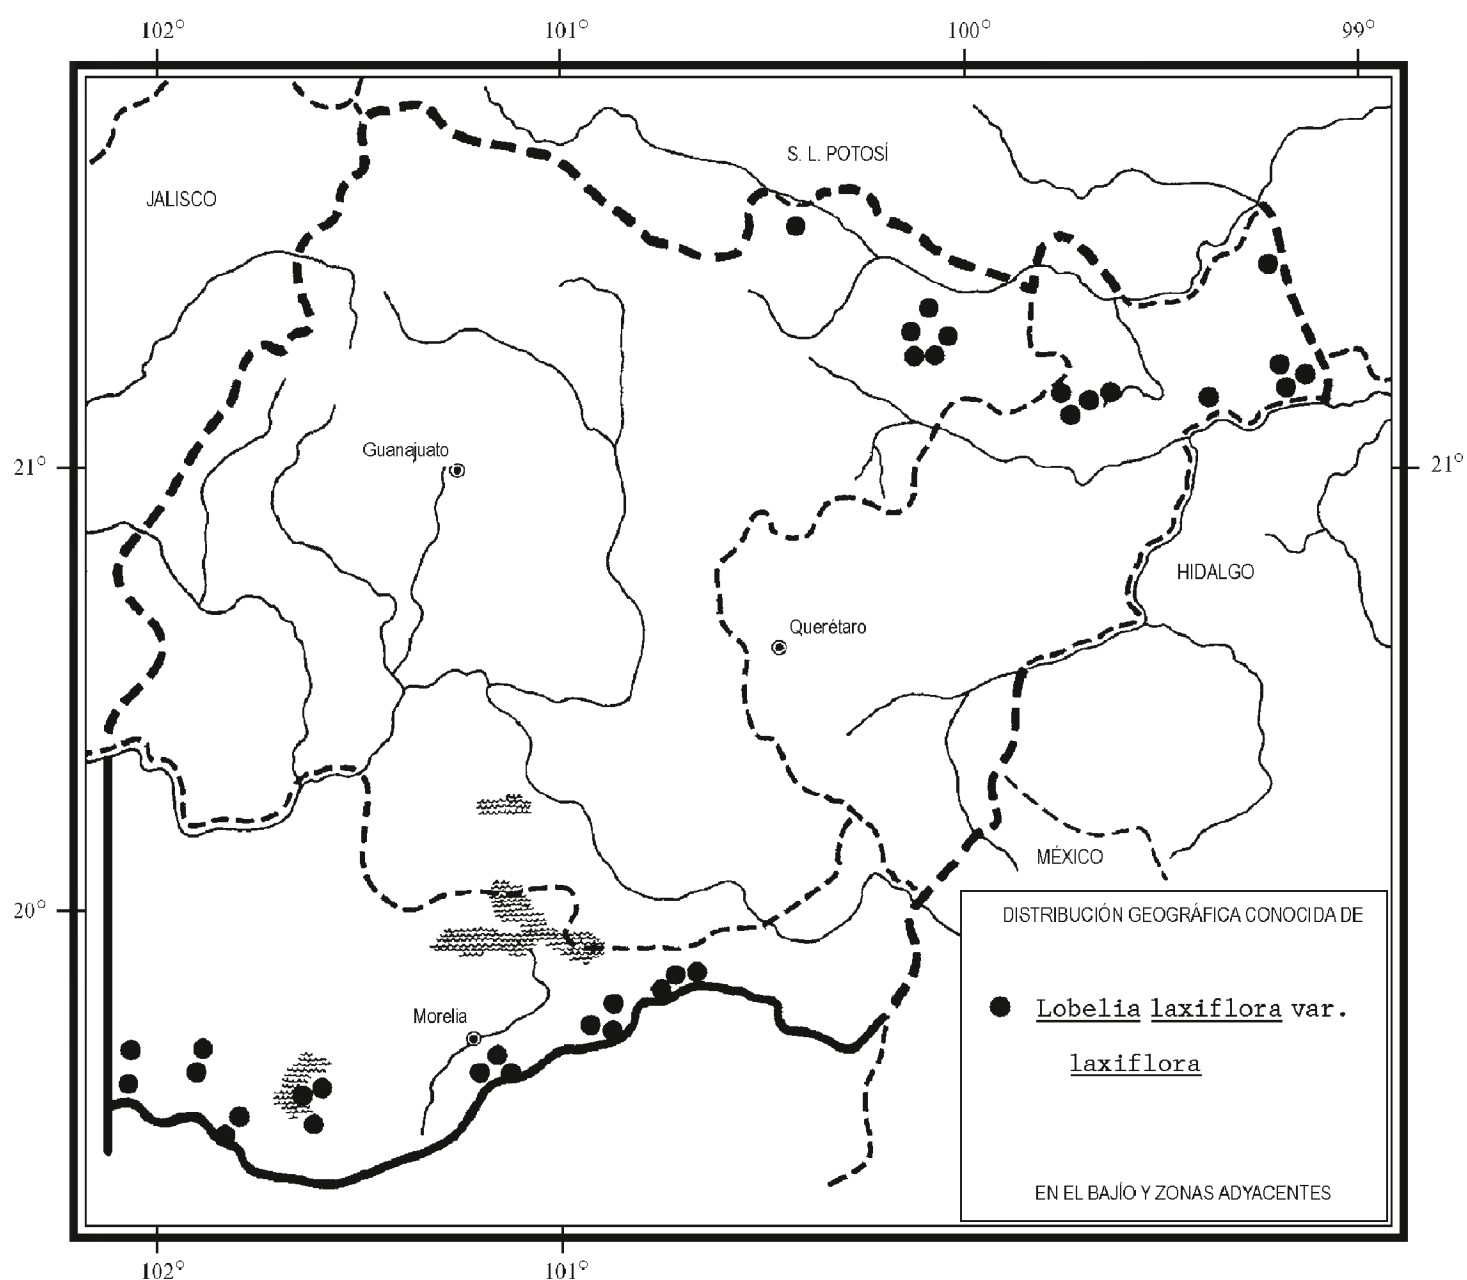 102° 101° 100° 99°
S. L. POTOSÍ
JALISCO
Guanajuato
21° 21°
HIDALGO
Querétaro
MÉXICO
20°
DISTRIBUCIÓN GEOGRÁFICA CONOCIDA DE
Lobelia laxiflora var.
laxiflora
Morelia
EN EL BAJÍO Y ZONAS ADYACENTES
102° 101°